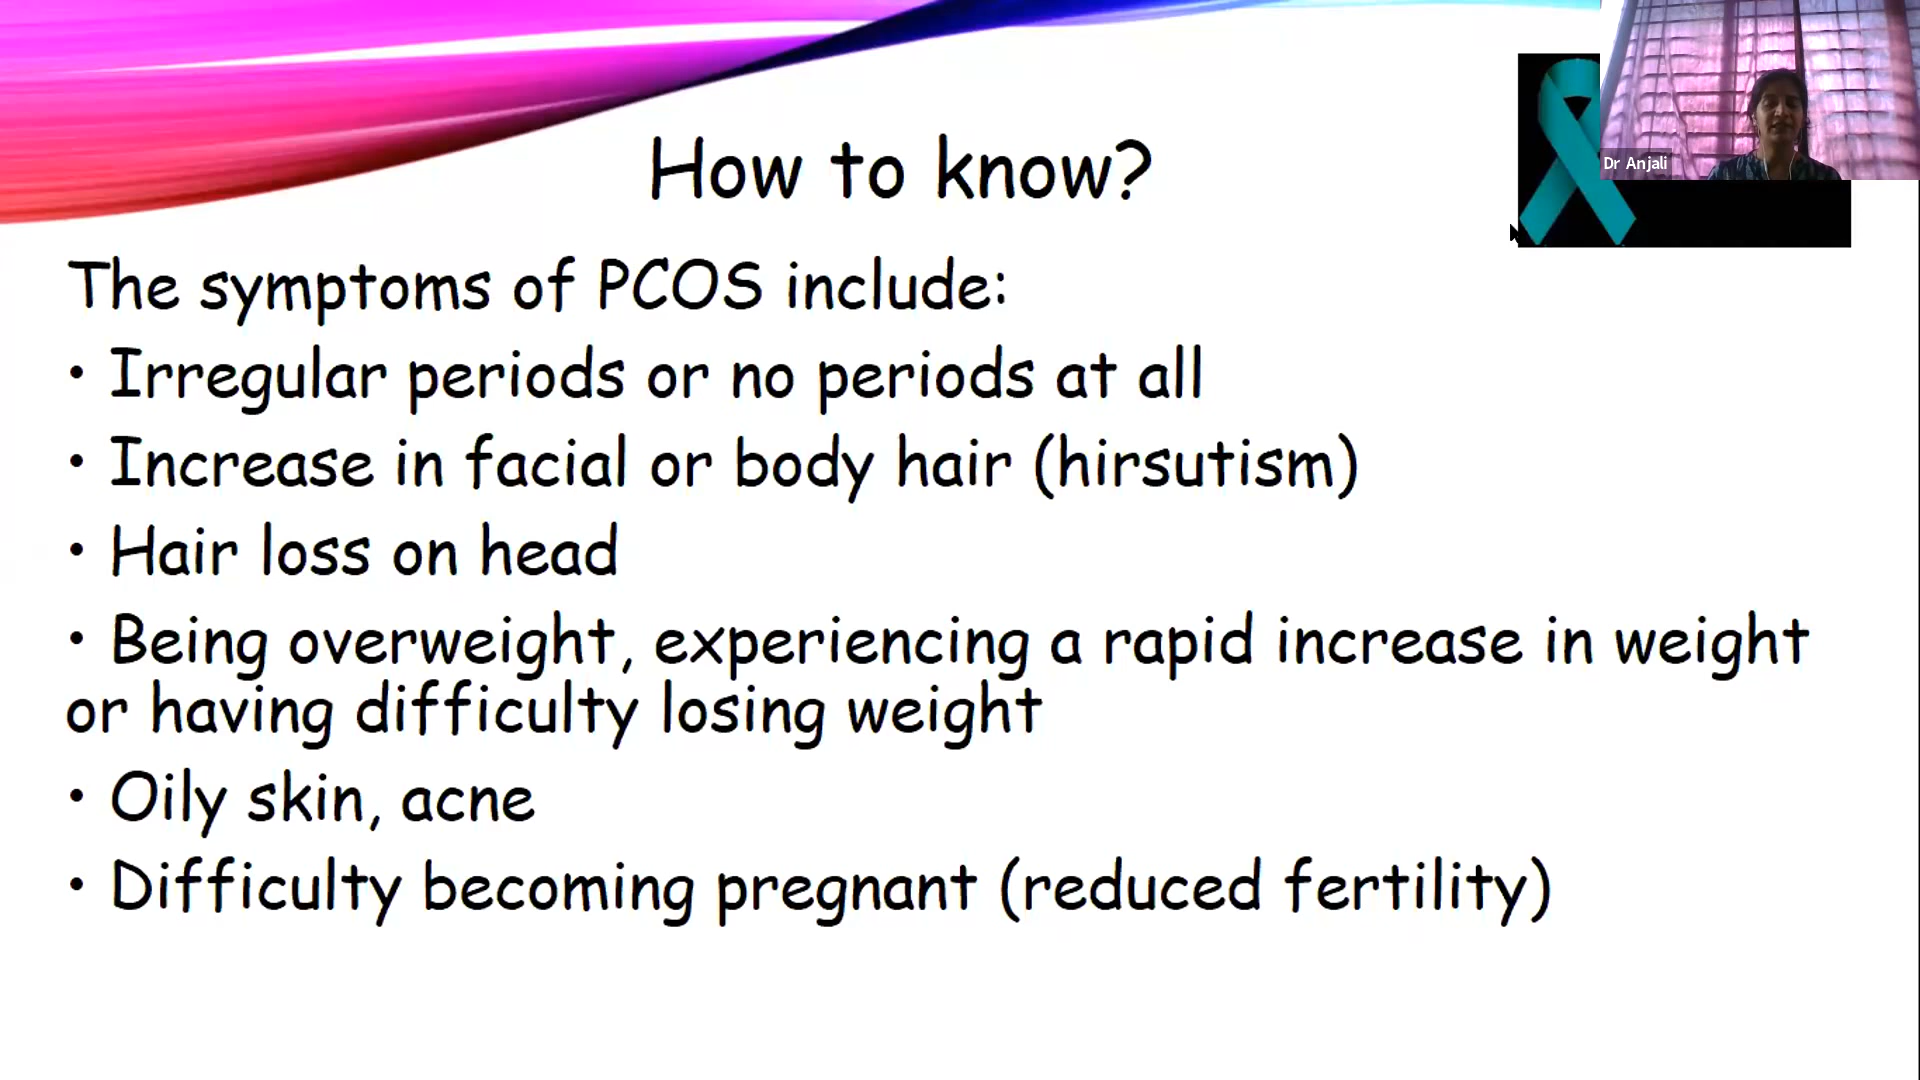 How to know?
Dr Anjali
The symptoms of PCOS include:
• Irregular periods or no periods at all
• Increase in facial or body hair (hirsutism)
• Hair loss on head
• Being overweight, experiencing a rapid increase in weight
or having difficulty losing weight
• Oily skin, acne
• Difficulty becoming pregnant (reduced fertility)